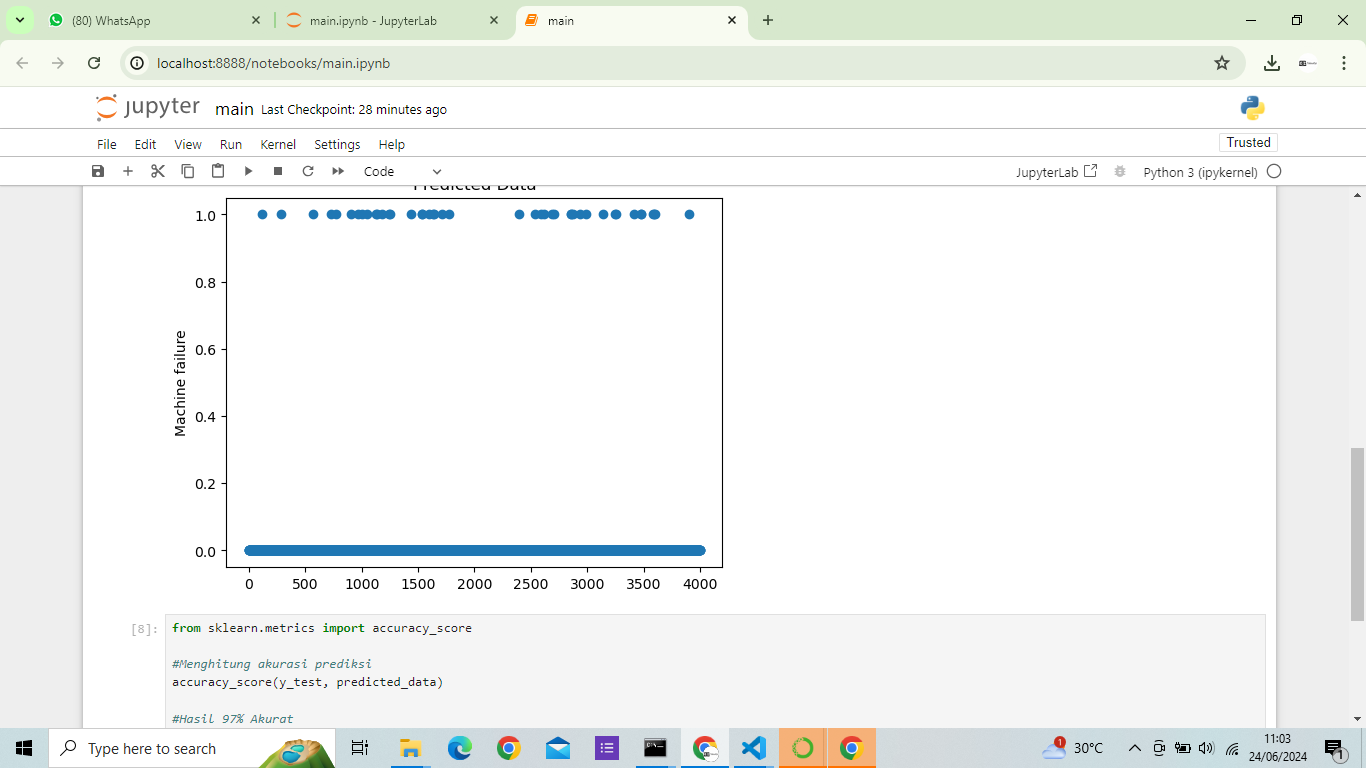 (80) WhatsApp
main.ipynb - JupyterLab
main
localhost:8888/notebooks/main.ipynb
jupyter main Last Checkpoint: 28 minutes ago
File Edit View Run Kernel Settings Help
Trusted
Code
JupyterLab
Python 3 (ipykernel)
Predicted Data
1.0
0.8
0.6
0.4
0.2
0.0
Machine failure
0 500 1000 1500 2000 2500 3000 3500 4000
[8]:
from sklearn.metrics import accuracy_score
#Menghitung akurasi prediksi
accuracy_score(y_test, predicted_data)
#Hasil 97% Akurat
Type here to search
1
30°C
11:03
24/06/2024
1